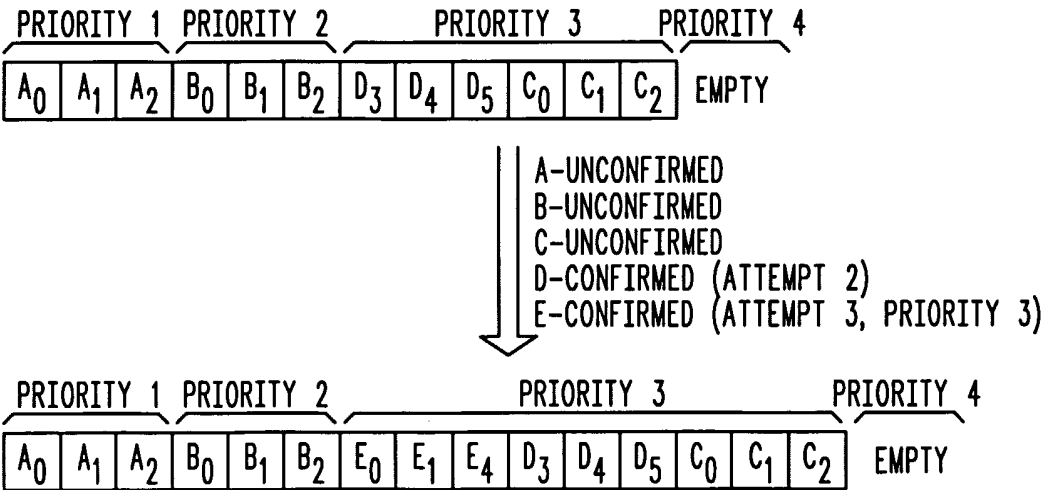 PRIORITY 1 PRIORITY 2 PRIORITY 3 PRIORITY 4
A0 A1 A2 B0 B1 B2 D3 D4 D5 C0 C1 C2 EMPTY
A-UNCONFIRMED
B-UNCONFIRMED
C-UNCONFIRMED
D-CONFIRMED (ATTEMPT 2)
E-CONFIRMED (ATTEMPT 3, PRIORITY 3)
PRIORITY 1 PRIORITY 2 PRIORITY 3 PRIORITY 4
A0 A1 A2 B0 B1 B2 E0 E1 E4 D3 D4 D5 C0 C1 C2 EMPTY